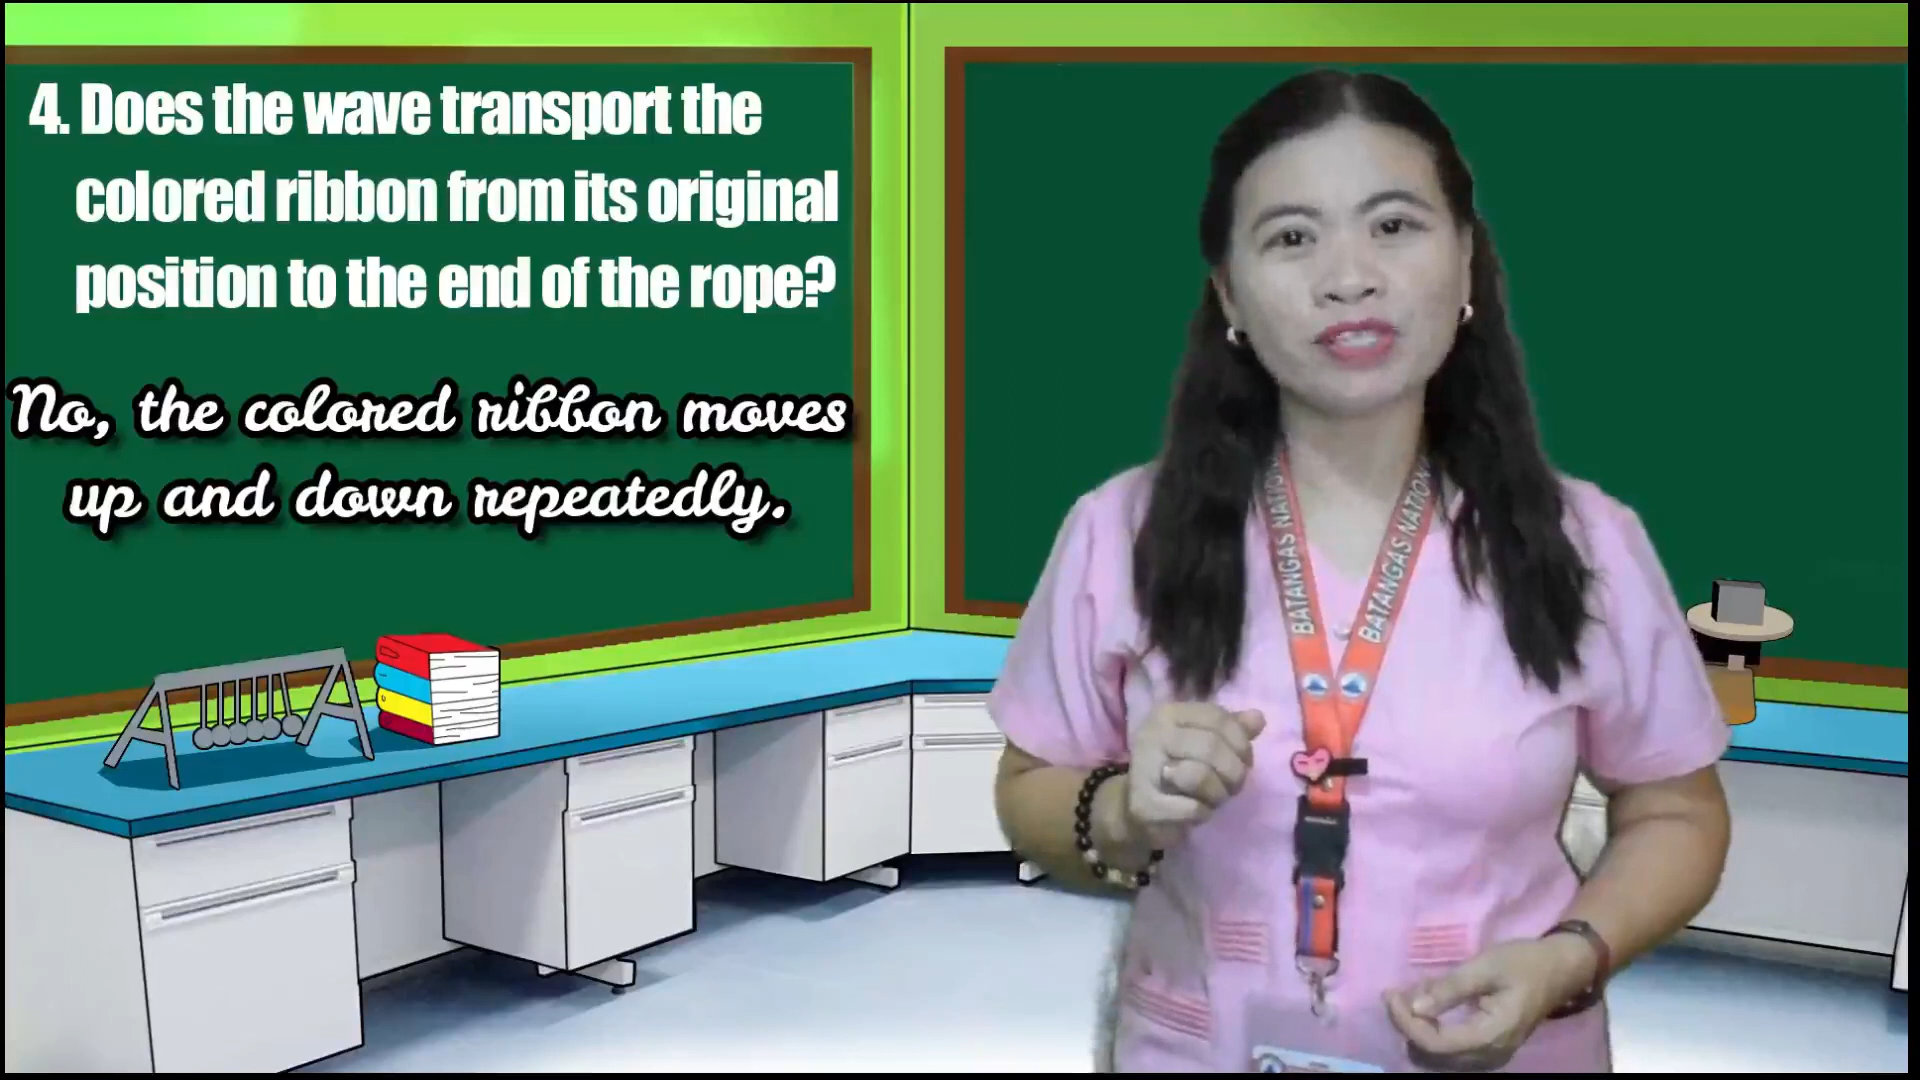 4. Does the wave transport the
colored ribbon from its original
position to the end of the rope?
No, the colored ribbon moves
up and down repeatedly.
BATANGAS NATIO
BATANGAS NATION